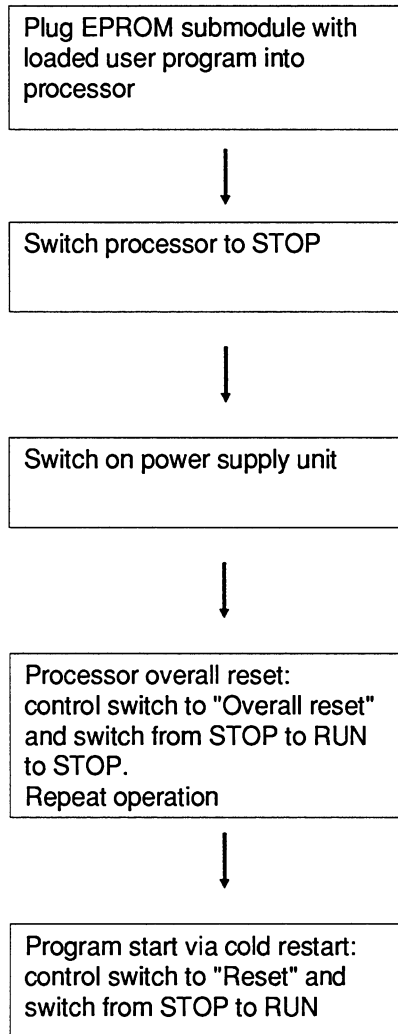 Plug EPROM submodule with
loaded user program into
processor
Switch processor to STOP
Switch on power supply unit
Processor overall reset:
control switch to "Overall reset"
and switch from STOP to RUN
to STOP.
Repeat operation
Program start via cold restart:
control switch to "Reset" and
switch from STOP to RUN